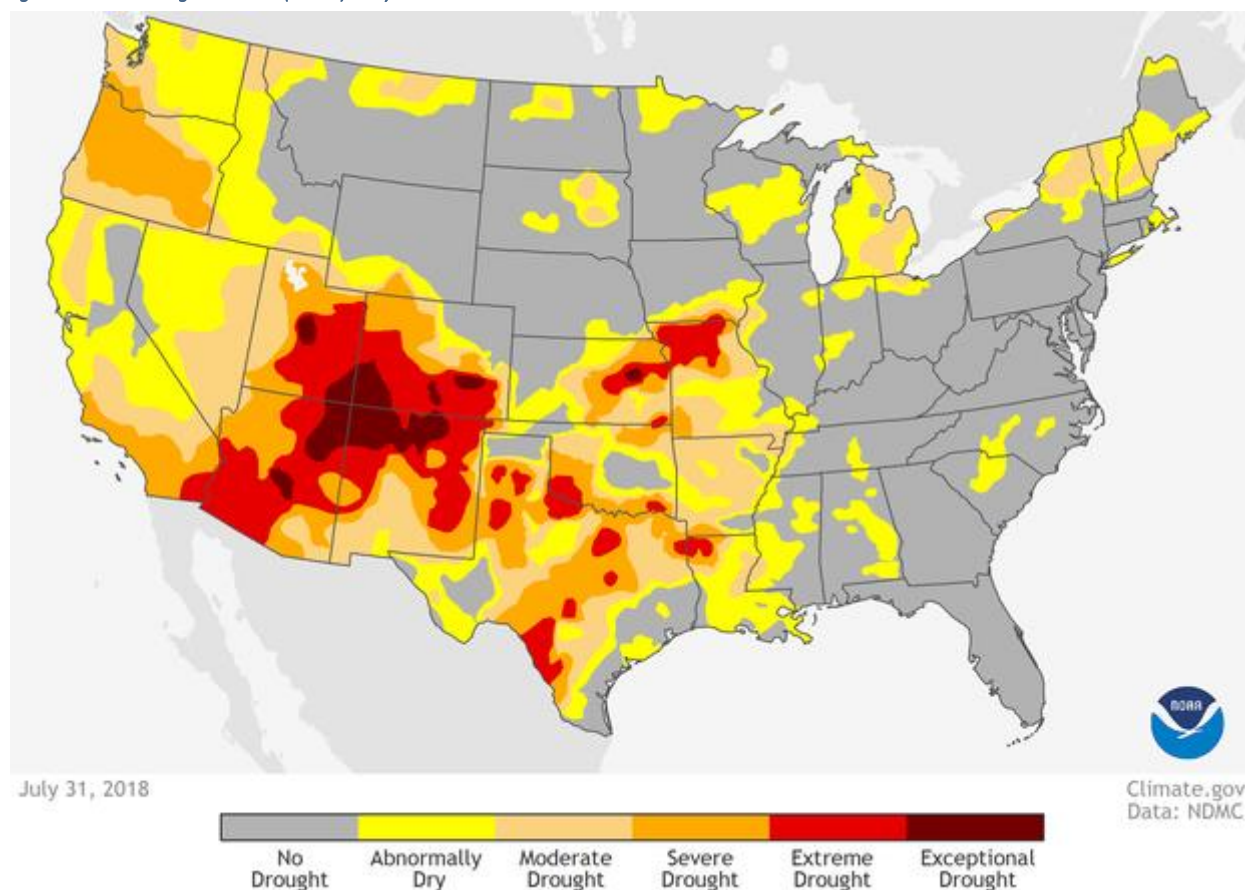 NOAA
July 31, 2018
Climate.gov
Data: NDMC
No Drought
Abnormally Dry
Moderate Drought
Severe Drought
Extreme Drought
Exceptional Drought